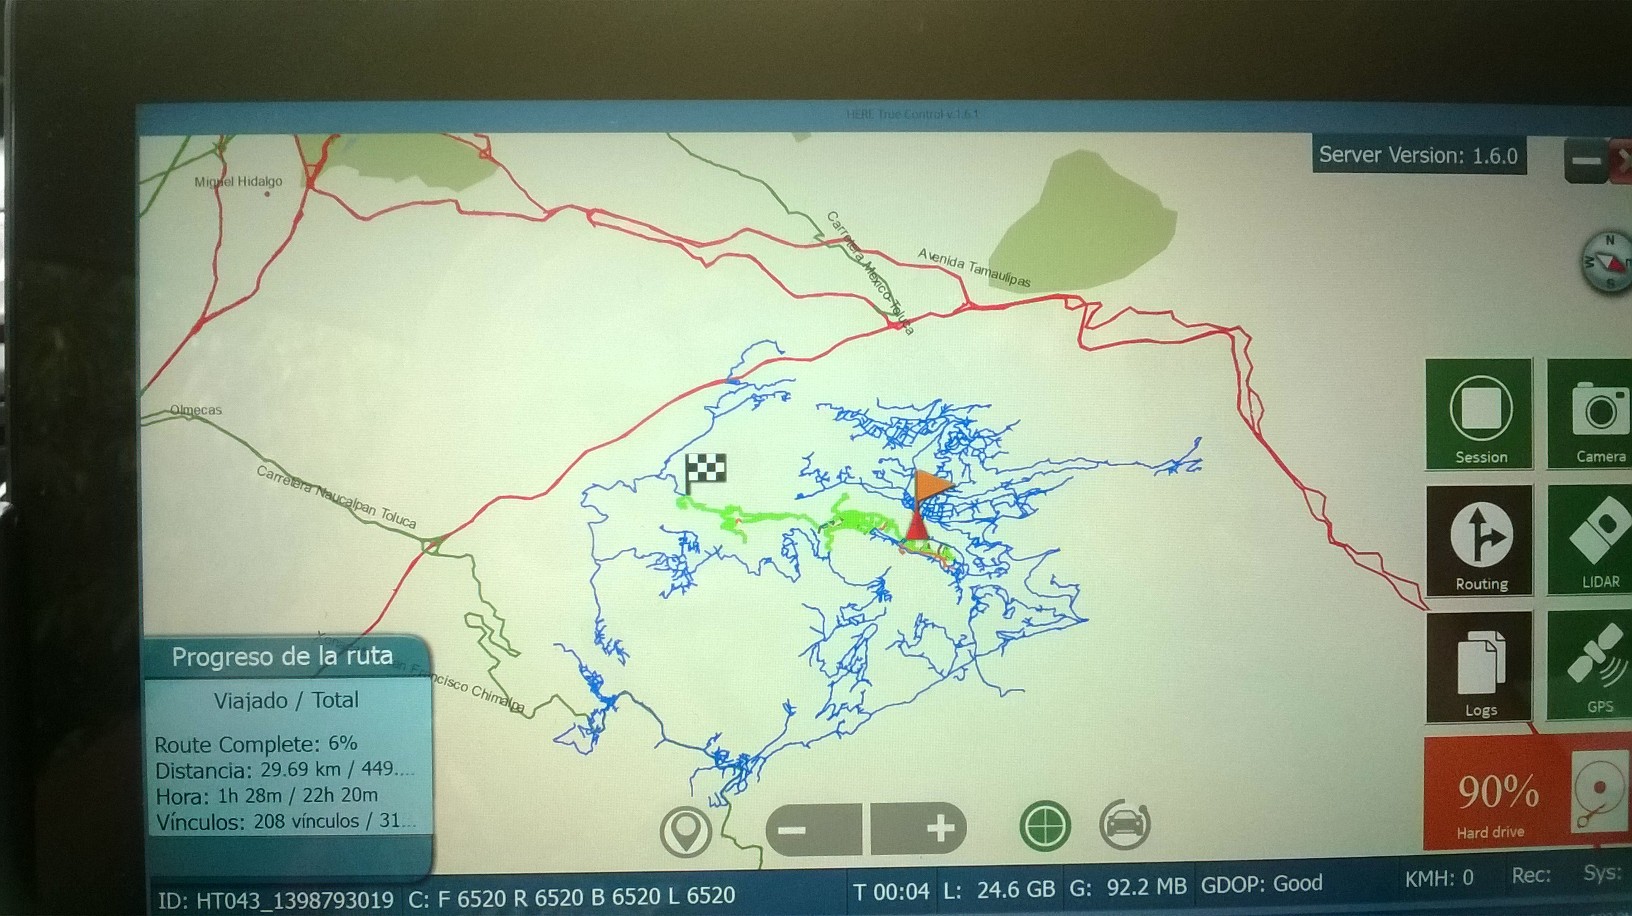 HERE True Control v.1.6.1
Server Version: 1.6.0
Miguel Hidalgo
Carretera Mexico-Toluca
Avenida Tamaulipas
Olmecas
Carretera Naucalpan Toluca
Francisco Chimalpa
N
W
S
Session
Camera
Routing
LIDAR
Logs
GPS
90%
Hard drive
Progreso de la ruta
Viajado / Total
Route Complete: 6%
Distancia: 29.69 km / 449....
Hora: 1h 28m / 22h 20m
Vínculos: 208 vínculos / 31...
ID: HT043_1398793019 C: F 6520 R 6520 B 6520 L 6520 T 00:04 L: 24.6 GB G: 92.2 MB GDOP: Good KMH: 0 Rec: Sys: